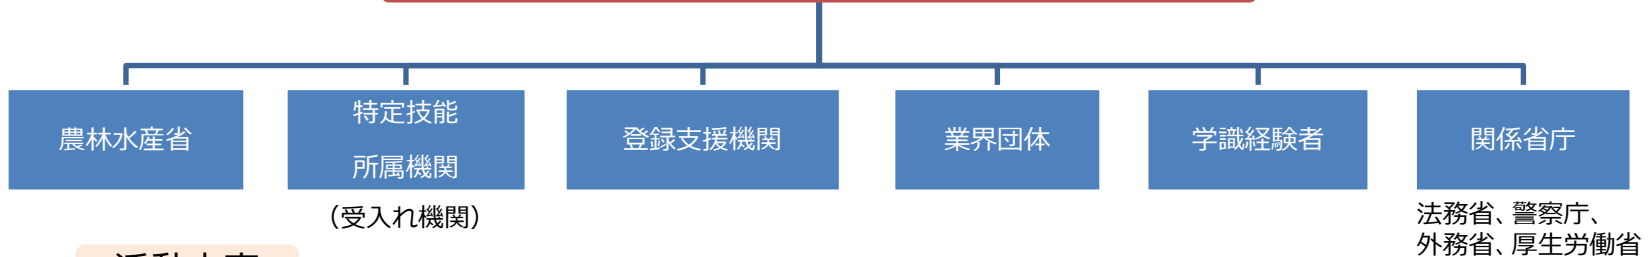 農林水産省
特定技能
所属機関
登録支援機関
業界団体
学識経験者
関係省庁
（受入れ機関）
法務省、警察庁、
外務省、厚生労働省